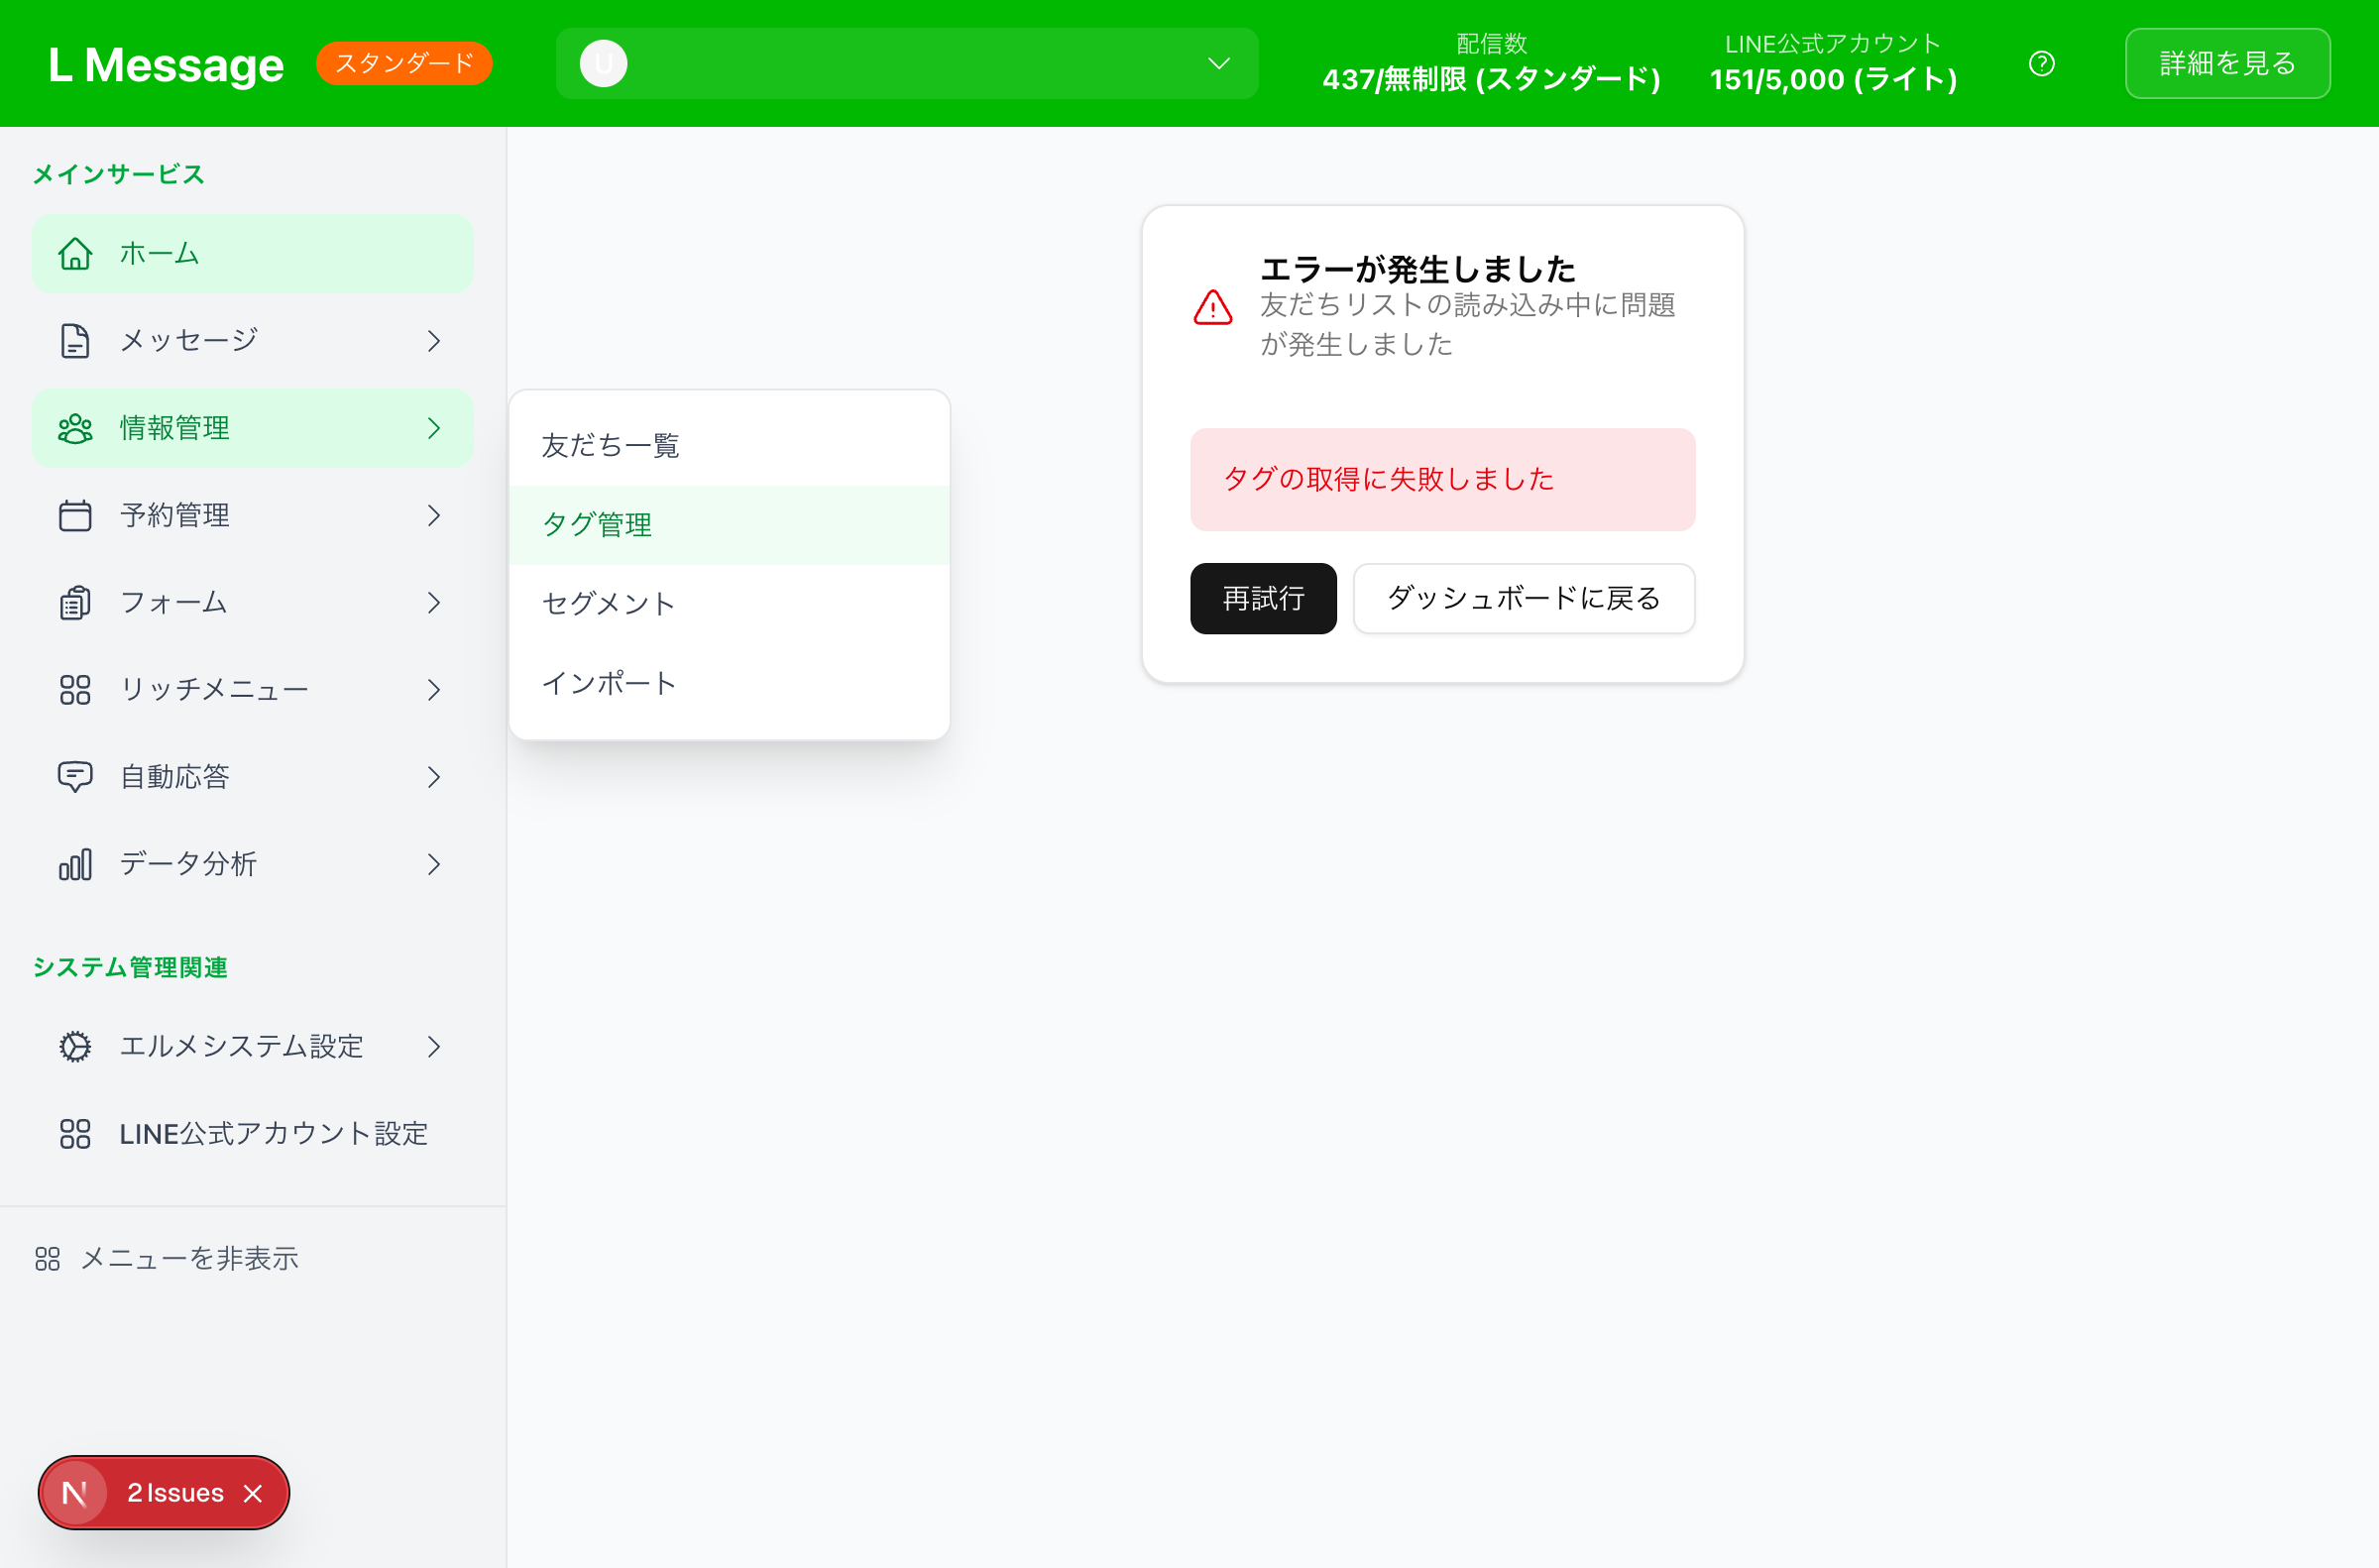 L Message
スタンダード
U
配信数
437/無制限 (スタンダード)
LINE公式アカウント
151/5,000 (ライト)
詳細を見る
メインサービス
ホーム
メッセージ
情報管理
予約管理
フォーム
リッチメニュー
自動応答
データ分析
システム管理関連
エルメシステム設定
LINE公式アカウント設定
メニューを非表示
N
2 Issues
友だち一覧
タグ管理
セグメント
インポート
エラーが発生しました
友だちリストの読み込み中に問題
が発生しました
タグの取得に失敗しました
再試行
ダッシュボードに戻る